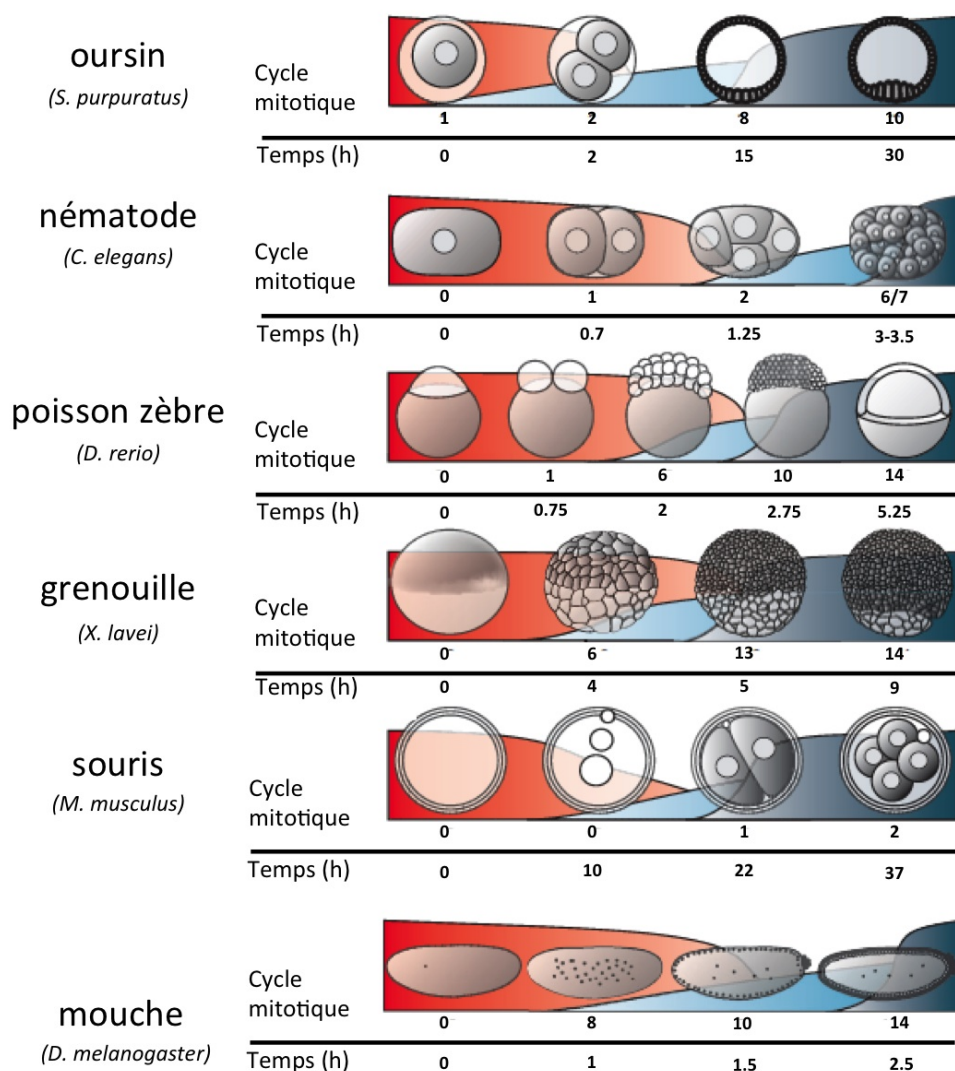 oursin
(S. purpuratus)
Cycle
mitotique
1 2 8 10
Temps (h) 0 2 15 30
nématode
(C. elegans)
Cycle
mitotique
0 1 2 6/7
Temps (h) 0 0.7 1.25 3-3.5
poisson zèbre
(D. rerio)
Cycle
mitotique
0 1 6 10 14
Temps (h) 0 0.75 2 2.75 5.25
grenouille
(X. lavei)
Cycle
mitotique
0 6 13 14
Temps (h) 0 4 5 9
souris
(M. musculus)
Cycle
mitotique
0 0 1 2
Temps (h) 0 10 22 37
mouche
(D. melanogaster)
Cycle
mitotique
0 8 10 14
Temps (h) 0 1 1.5 2.5